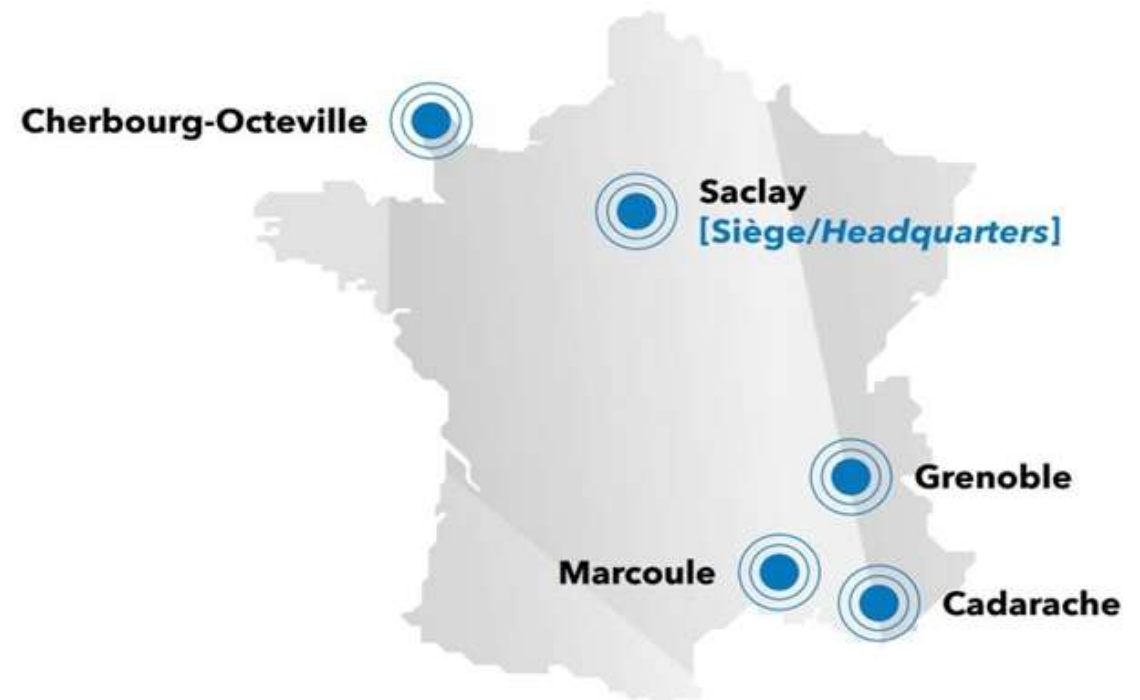 Cherbourg-Octeville
Saclay
[Siège/Headquarters]
Grenoble
Marcoule
Cadarache